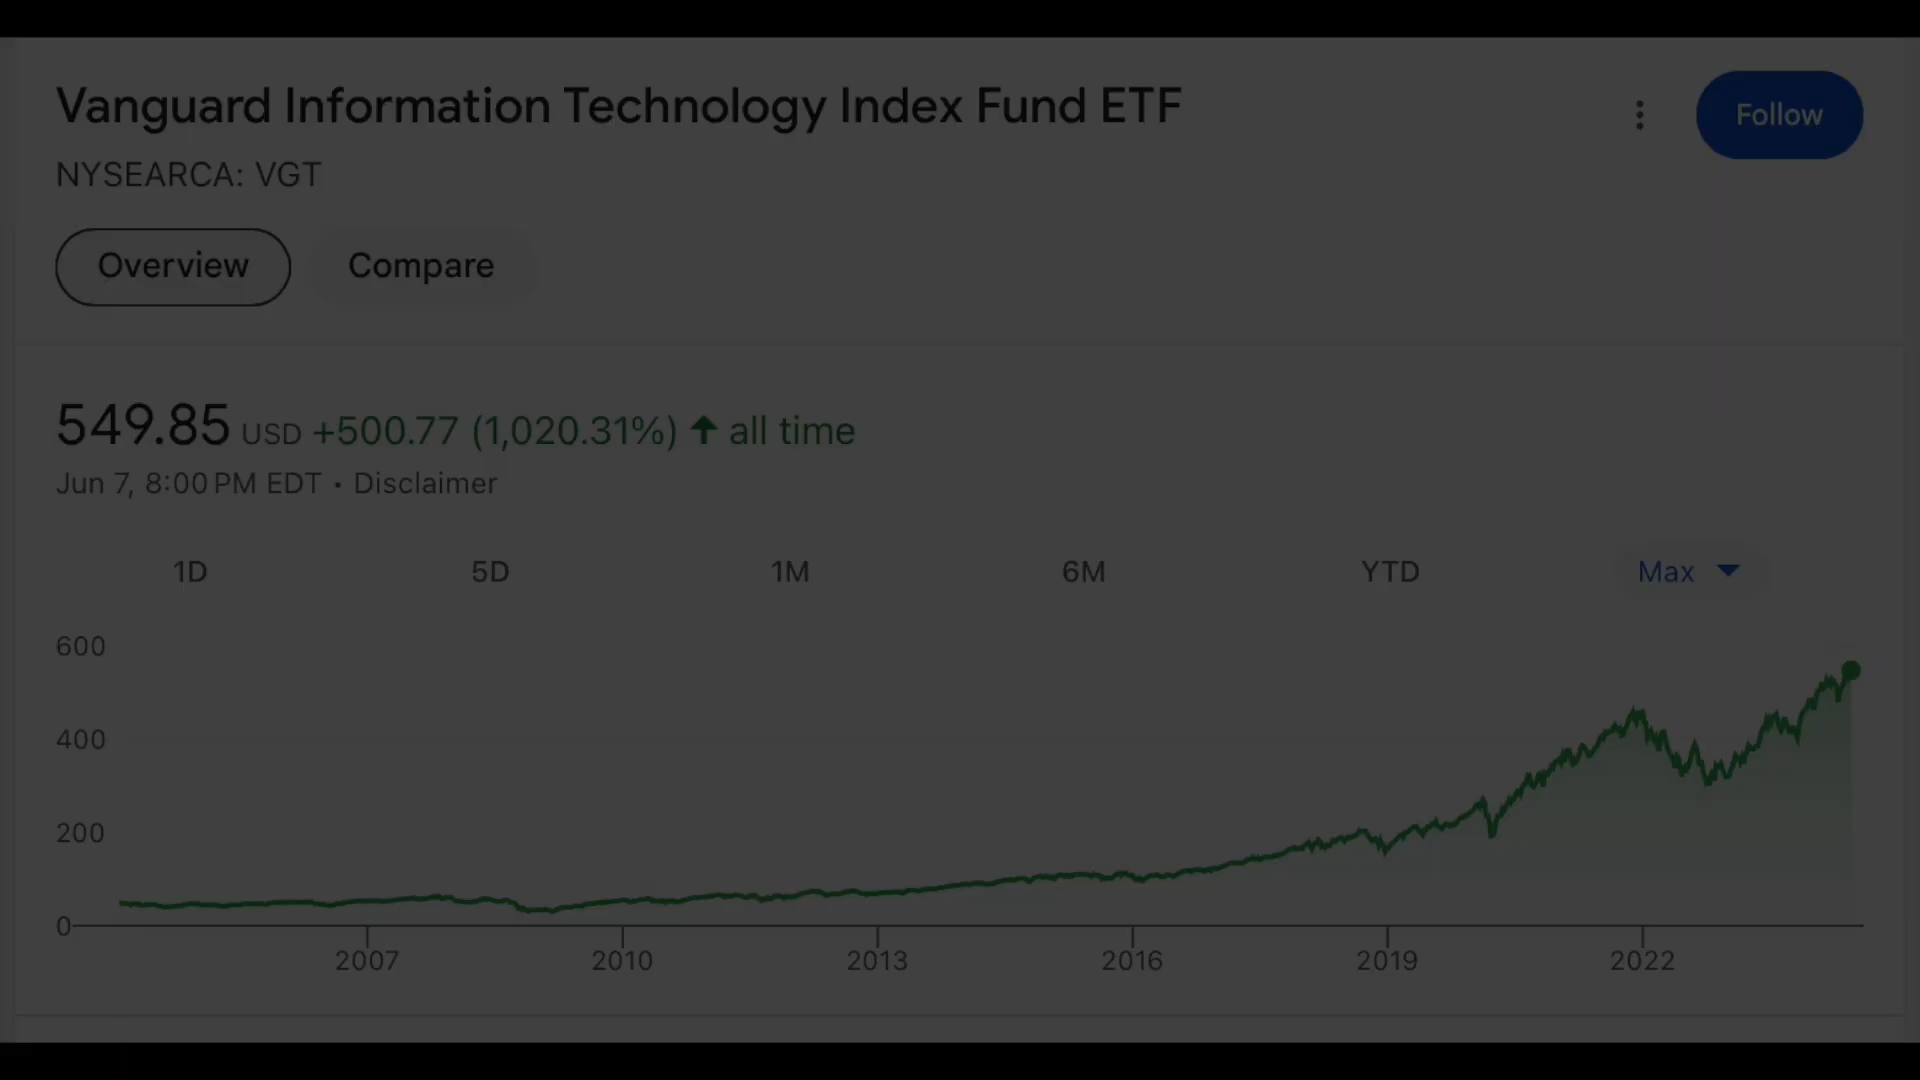 Vanguard Information Technology Index Fund ETF
Follow
NYSEARCA: VGT
Overview
Compare
549.85 USD +500.77 (1,020.31%) ↑ all time
Jun 7, 8:00 PM EDT • Disclaimer
1D 5D 1M 6M YTD Max
600
400
200
0
2007 2010 2013 2016 2019 2022